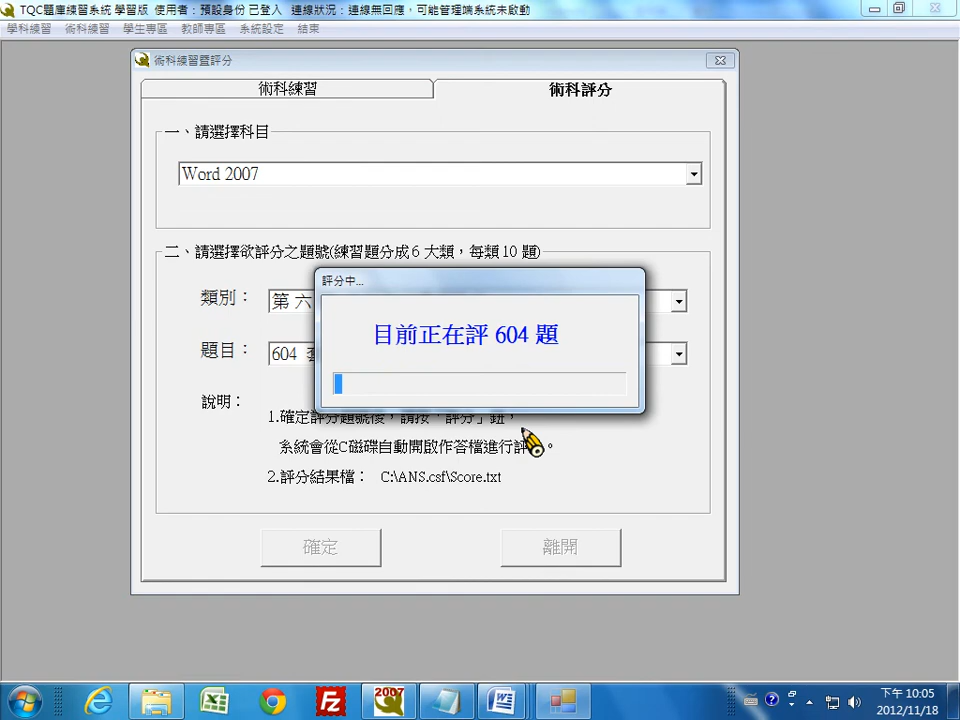 TQC題庫練習系統 學習版 使用者：預設身份 已登入 連線狀況：連線無回應，可能管理端系統未啟動
學科練習 術科練習 學生專區 教師專區 系統設定 結束
術科練習暨評分
術科練習 術科評分
一、請選擇科目
Word 2007
二、請選擇欲評分之題號(練習題分成6 大類，每類10 題)
評分中...
類別： 第 六
目前正在評 604 題
題目： 604
說明：
1.確定評分題號後，請按「評分」鈕，
系統會從C磁碟自動開啟作答檔進行評 。
2.評分結果檔： C:\ANS.csf\Score.txt
確定 離開
2007
下午 10:05
2012/11/18